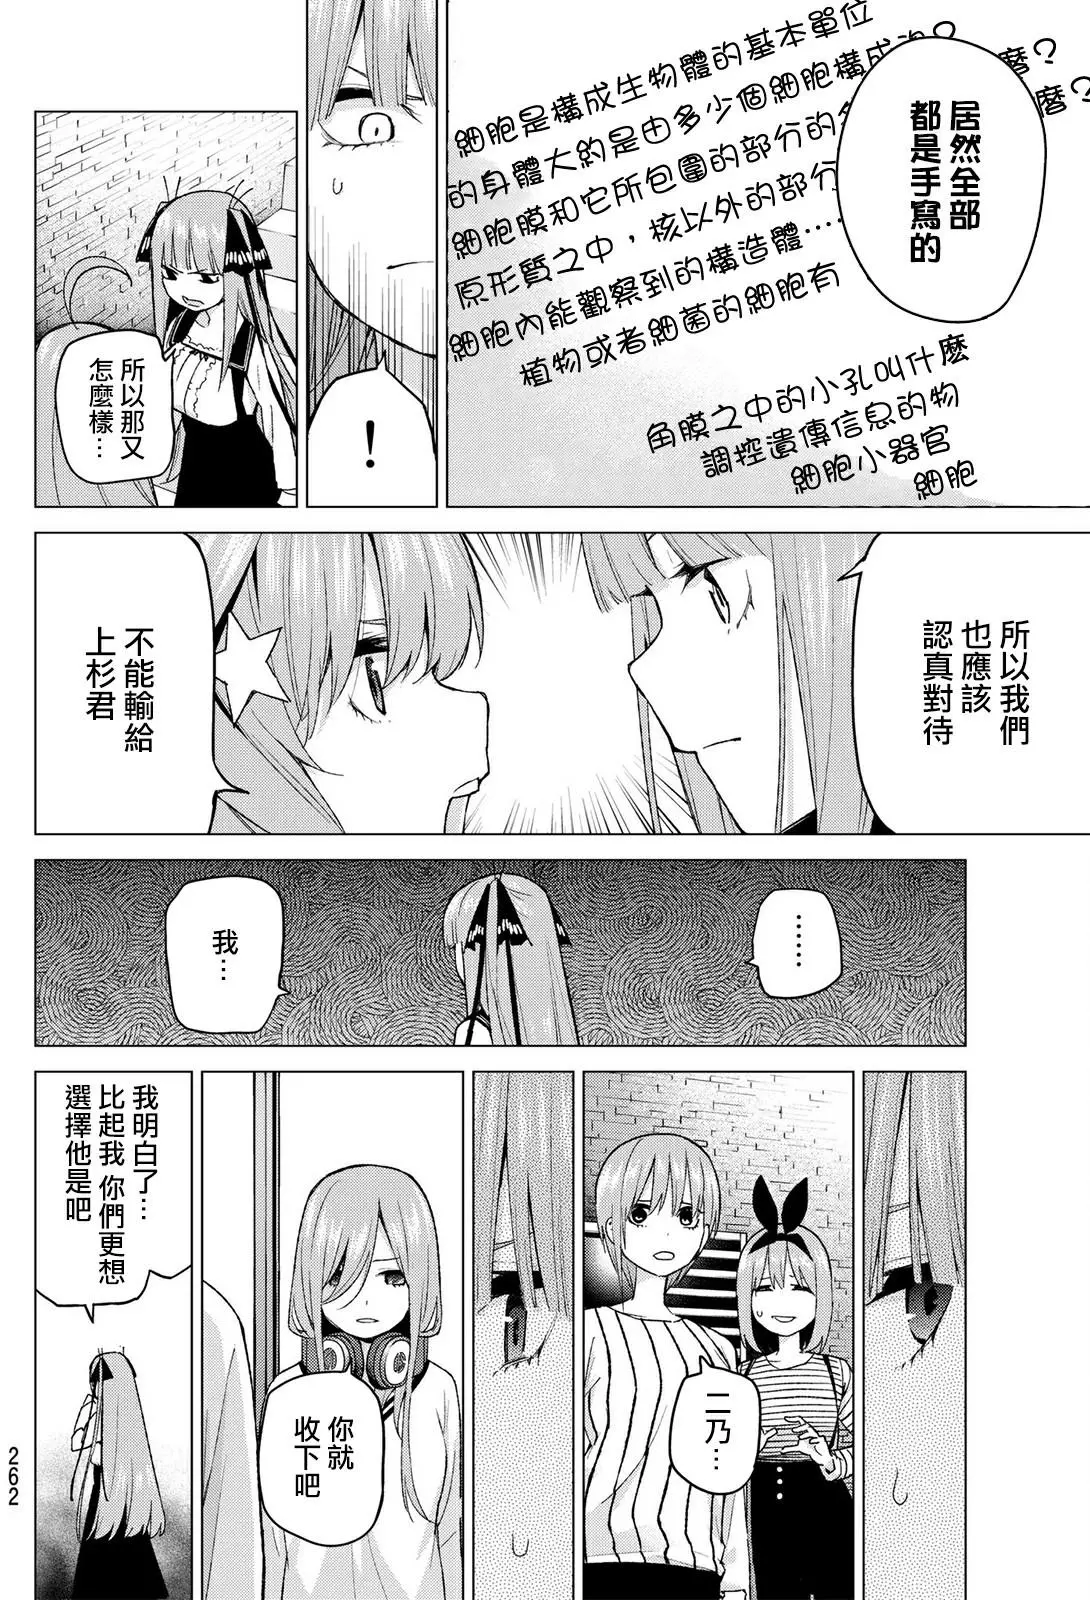 居然全部
都是手寫的
細胞是構成生物體的基本單位
的身體大約是由多少個細胞構成的？
麼？
細胞膜和它所包圍的部分的
麼？
原形質之中，核以外的部分
細胞內能觀察到的構造體…
植物或者細菌的細胞有
角膜之中的小孔叫什麼
調控遺傳信息的物
細胞小器官
細胞
！
所以那又
怎麼樣…
所以我們
也應該
認真對待
不能輸給
上杉君
……
我…
二乃…
你就
收下吧
我明白了…
比起我 你們更想
選擇他是吧
262